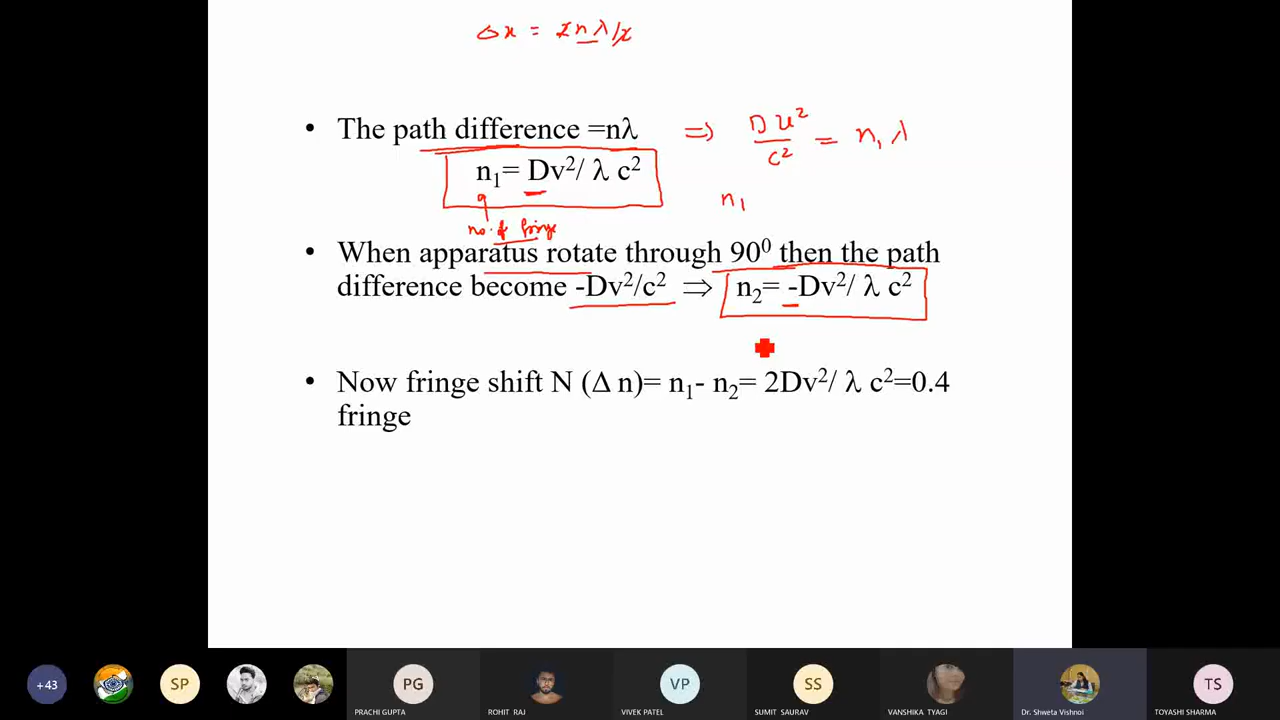 Δx = 2nλ/2
• The path difference =nλ ⇒ Du²/c² = n₁λ
n₁= Dv²/ λ c²
n₁
no. of fringe
• When apparatus rotate through 90⁰ then the path
difference become -Dv²/c² ⇒ n₂= -Dv²/ λ c²
• Now fringe shift N (Δ n)= n₁- n₂= 2Dv²/ λ c²=0.4
fringe
+43 SP PG VP SS TS
PRACHI GUPTA ROHIT RAJ VIVEK PATEL SUMIT SAURAV VANSHIKA TYAGI Dr. Shweta Vishnoi TOYASHI SHARMA